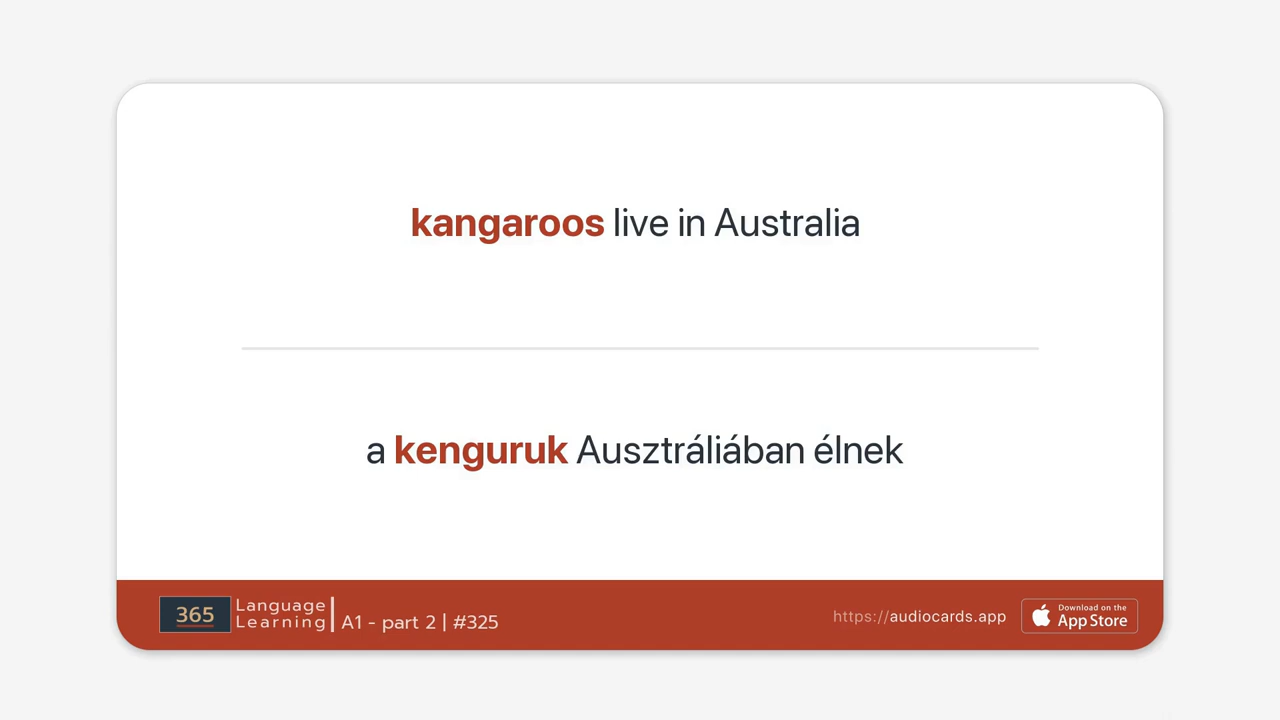 kangaroos live in Australia
a kenguruk Ausztráliában élnek
365
Language
Learning
A1 - part 2 | #325
https://audiocards.app
Download on the
App Store